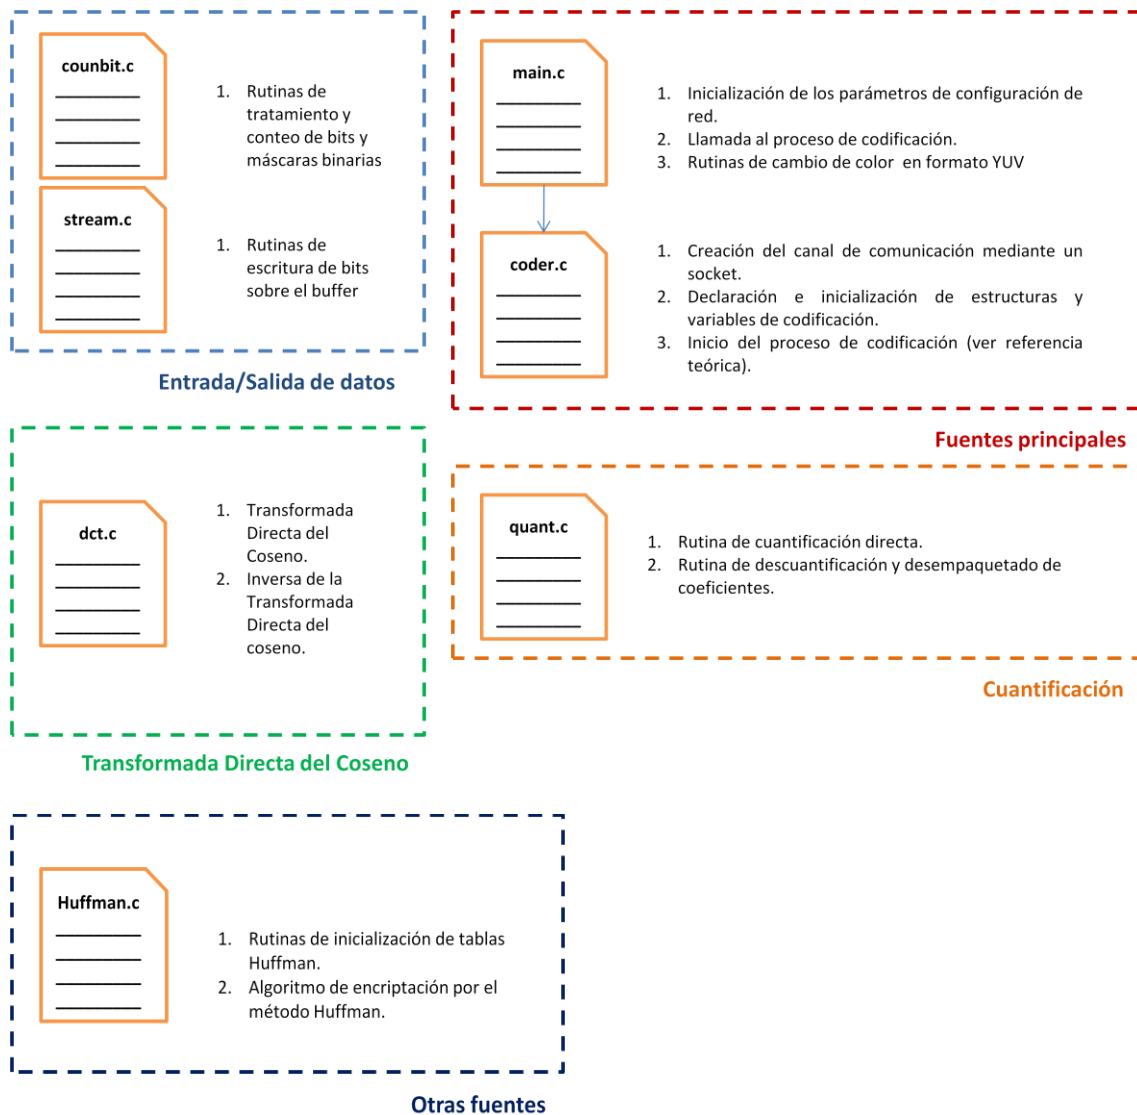 counbit.c
1. Rutinas de
tratamiento y
conteo de bits y
máscaras binarias
stream.c
1. Rutinas de
escritura de bits
sobre el buffer
Entrada/Salida de datos
main.c
1. Inicialización de los parámetros de configuración de
red.
2. Llamada al proceso de codificación.
3. Rutinas de cambio de color en formato YUV
coder.c
1. Creación del canal de comunicación mediante un
socket.
2. Declaración e inicialización de estructuras y
variables de codificación.
3. Inicio del proceso de codificación (ver referencia
teórica).
Fuentes principales
dct.c
1. Transformada
Directa del
Coseno.
2. Inversa de la
Transformada
Directa del
coseno.
Transformada Directa del Coseno
quant.c
1. Rutina de cuantificación directa.
2. Rutina de descuantificación y desempaquetado de
coeficientes.
Cuantificación
Huffman.c
1. Rutinas de inicialización de tablas
Huffman.
2. Algoritmo de encriptación por el
método Huffman.
Otras fuentes